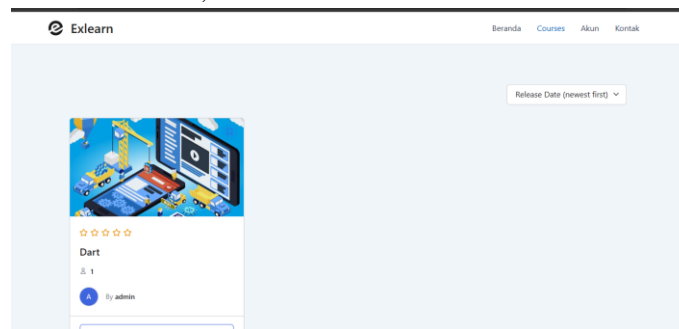 Exlearn
Beranda Courses Akun Kontak
Release Date (newest first)
Dart
1
A By admin